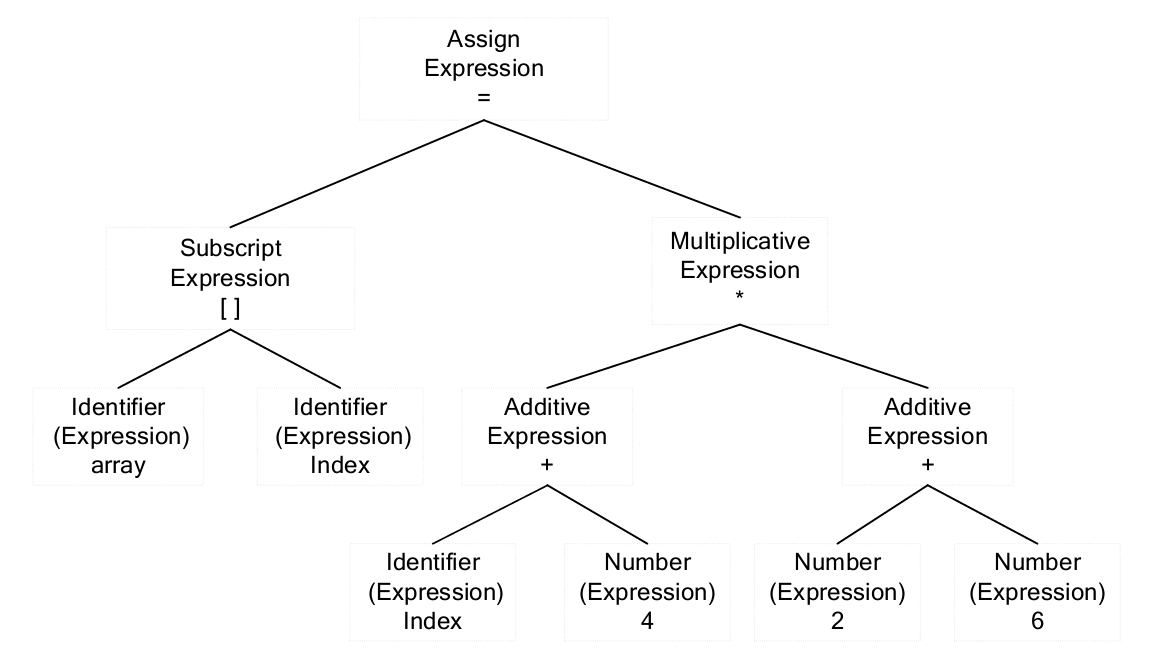 Assign
Expression
=
Subscript
Expression
[ ]
Multiplicative
Expression
*
Identifier
(Expression)
array
Identifier
(Expression)
Index
Additive
Expression
+
Additive
Expression
+
Identifier
(Expression)
Index
Number
(Expression)
4
Number
(Expression)
2
Number
(Expression)
6